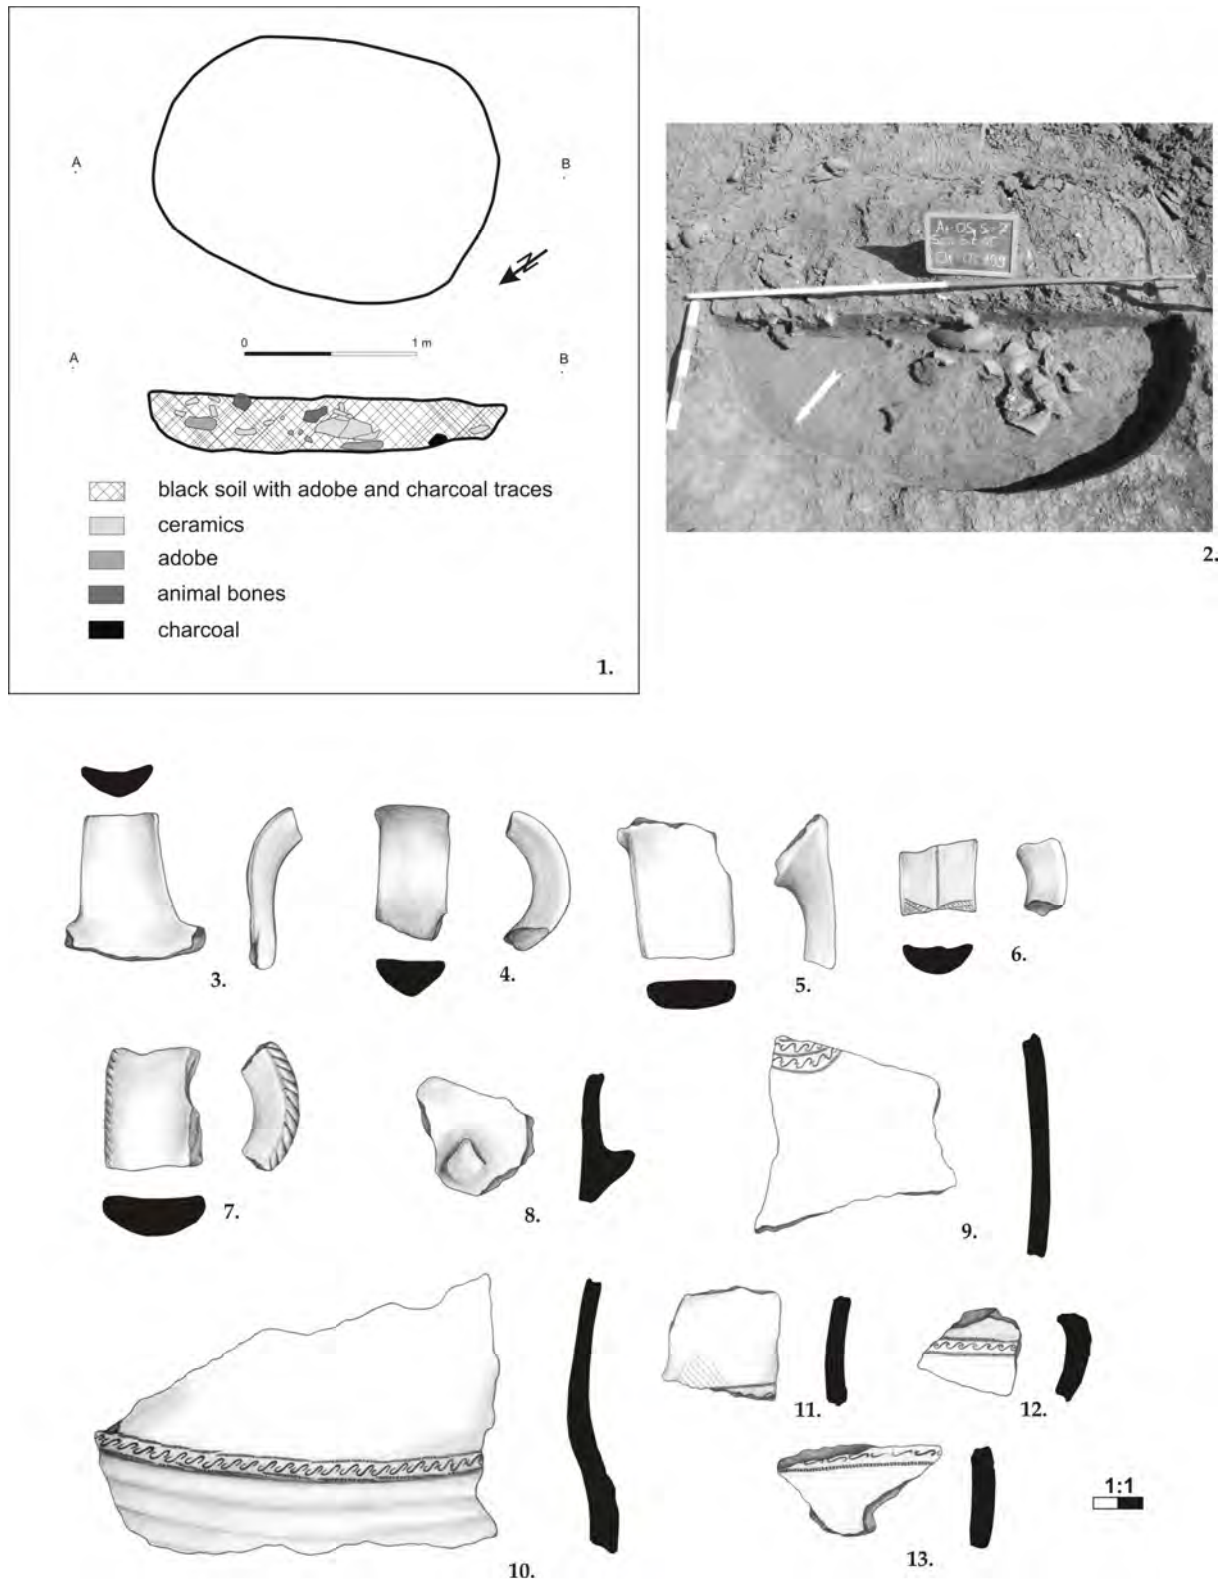 A
B
N
0 1 m
A
B
black soil with adobe and charcoal traces
ceramics
adobe
animal bones
charcoal
1.
2.
3.
4.
5.
6.
7.
8.
9.
10.
11.
12.
13.
1:1